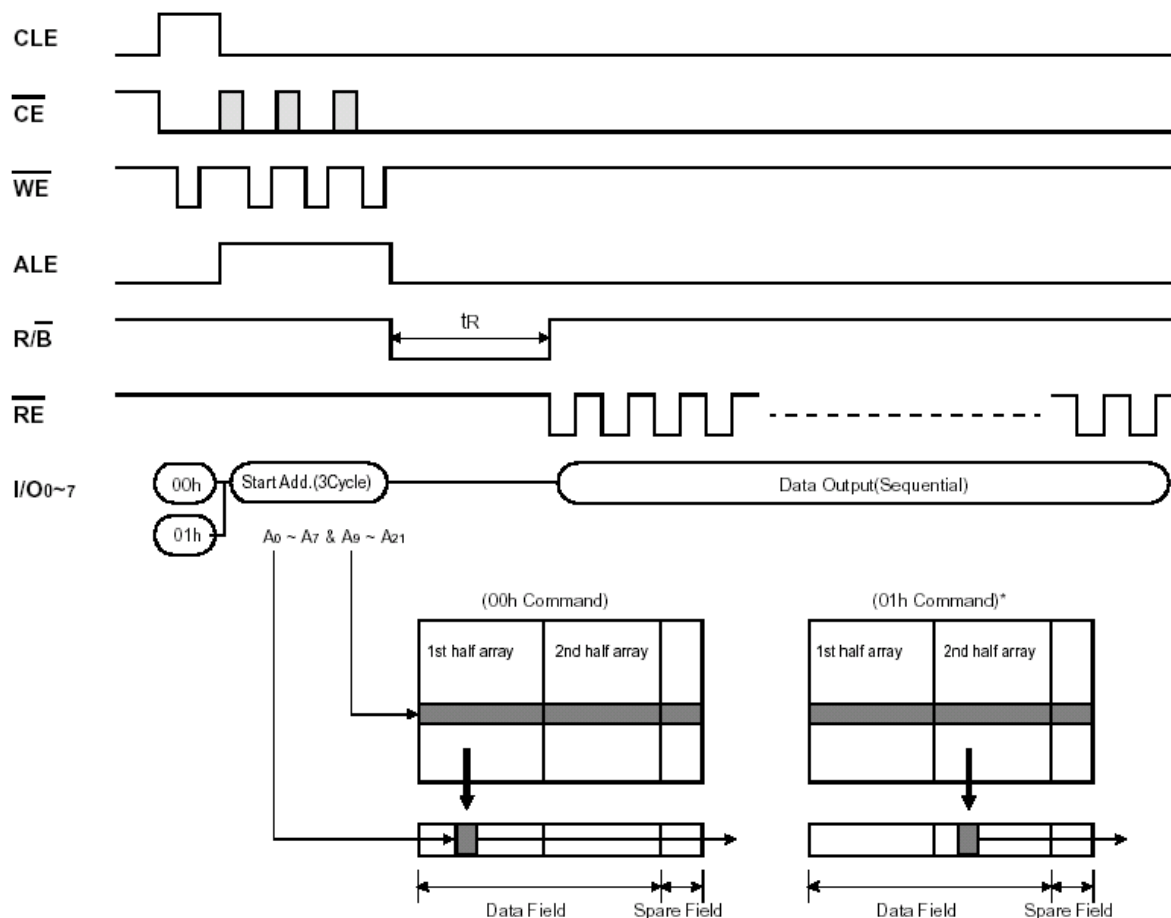 CLE
CE
WE
ALE
R/B
tR
RE
I/O0~7
00h
Start Add.(3Cycle)
Data Output(Sequential)
01h
A0 ~ A7 & A9 ~ A21
(00h Command)
(01h Command)*
1st half array
2nd half array
1st half array
2nd half array
Data Field
Spare Field
Data Field
Spare Field